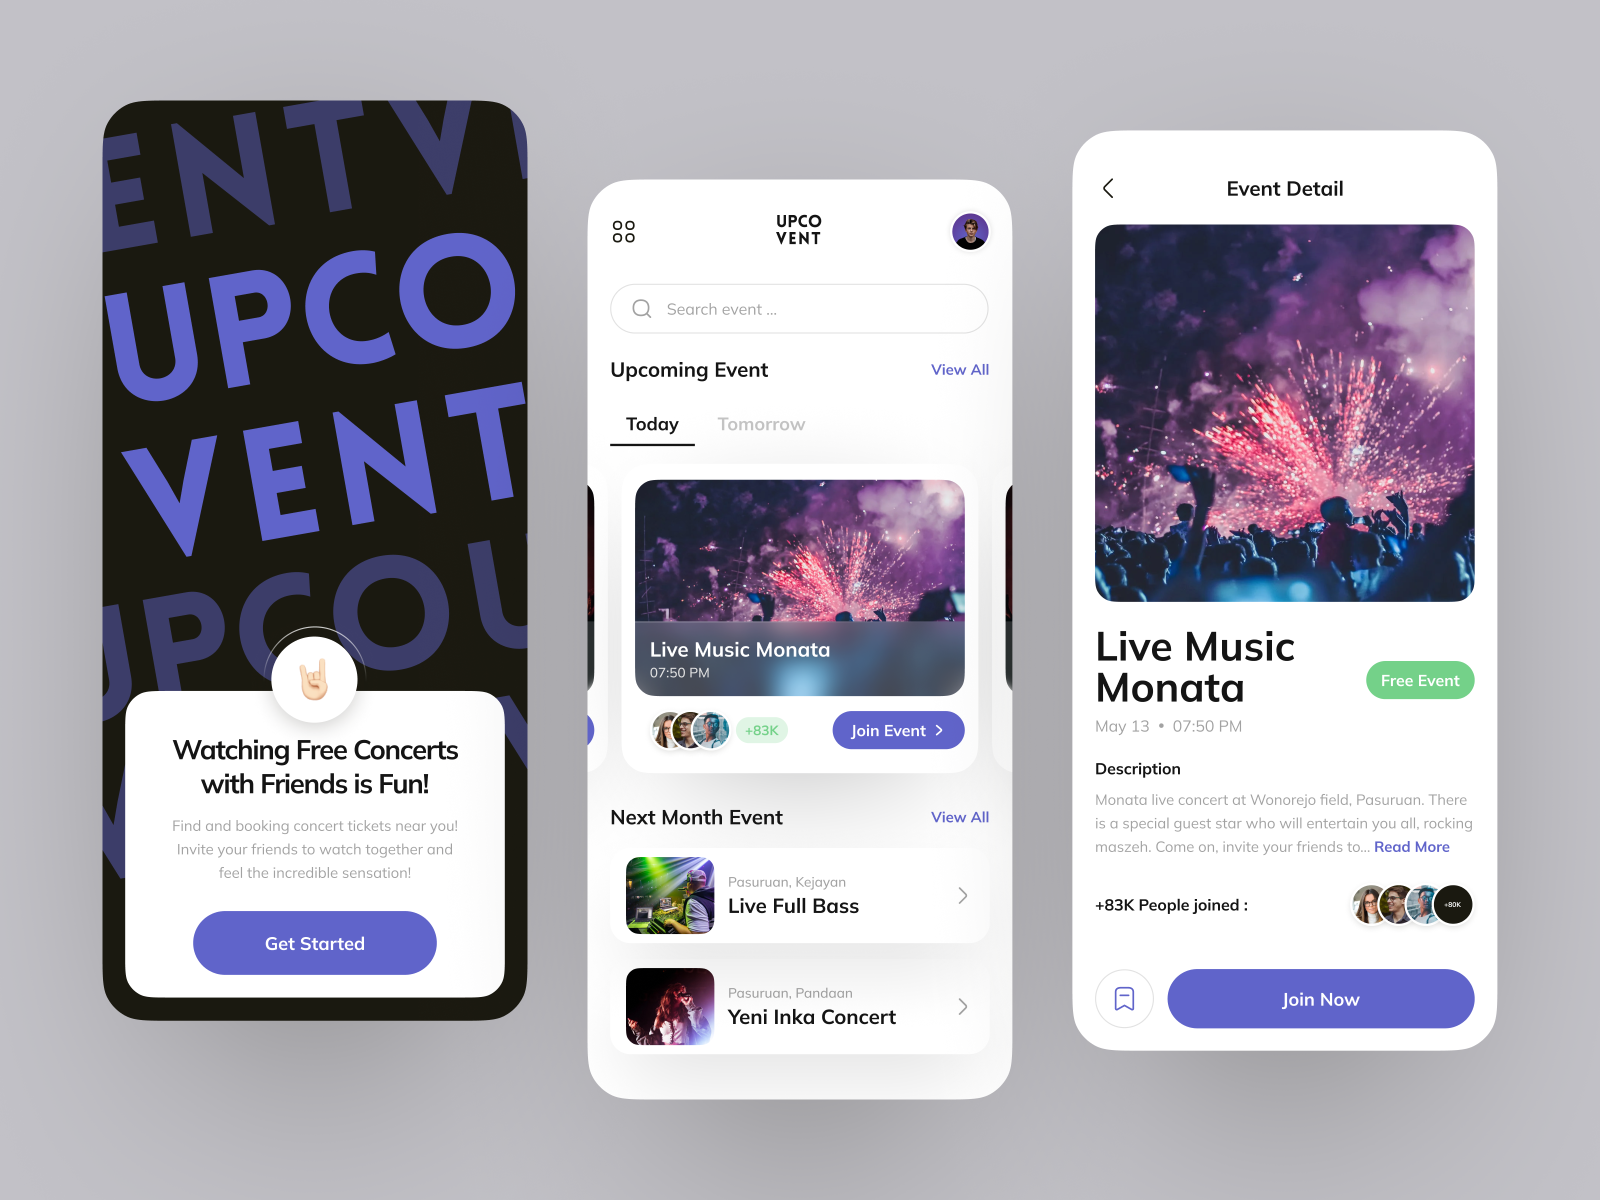 ENTV
UPCO
VENT
UPCOU
V
Watching Free Concerts
with Friends is Fun!
Find and booking concert tickets near you!
Invite your friends to watch together and
feel the incredible sensation!
Get Started
UPCO
VENT
Search event ...
Upcoming Event
View All
Today
Tomorrow
Live Music Monata
07:50 PM
+83K
Join Event
Next Month Event
View All
Pasuruan, Kejayan
Live Full Bass
Pasuruan, Pandaan
Yeni Inka Concert
Event Detail
Live Music
Monata
Free Event
May 13 • 07:50 PM
Description
Monata live concert at Wonorejo field, Pasuruan. There
is a special guest star who will entertain you all, rocking
maszeh. Come on, invite your friends to... Read More
+83K People joined :
+80K
Join Now